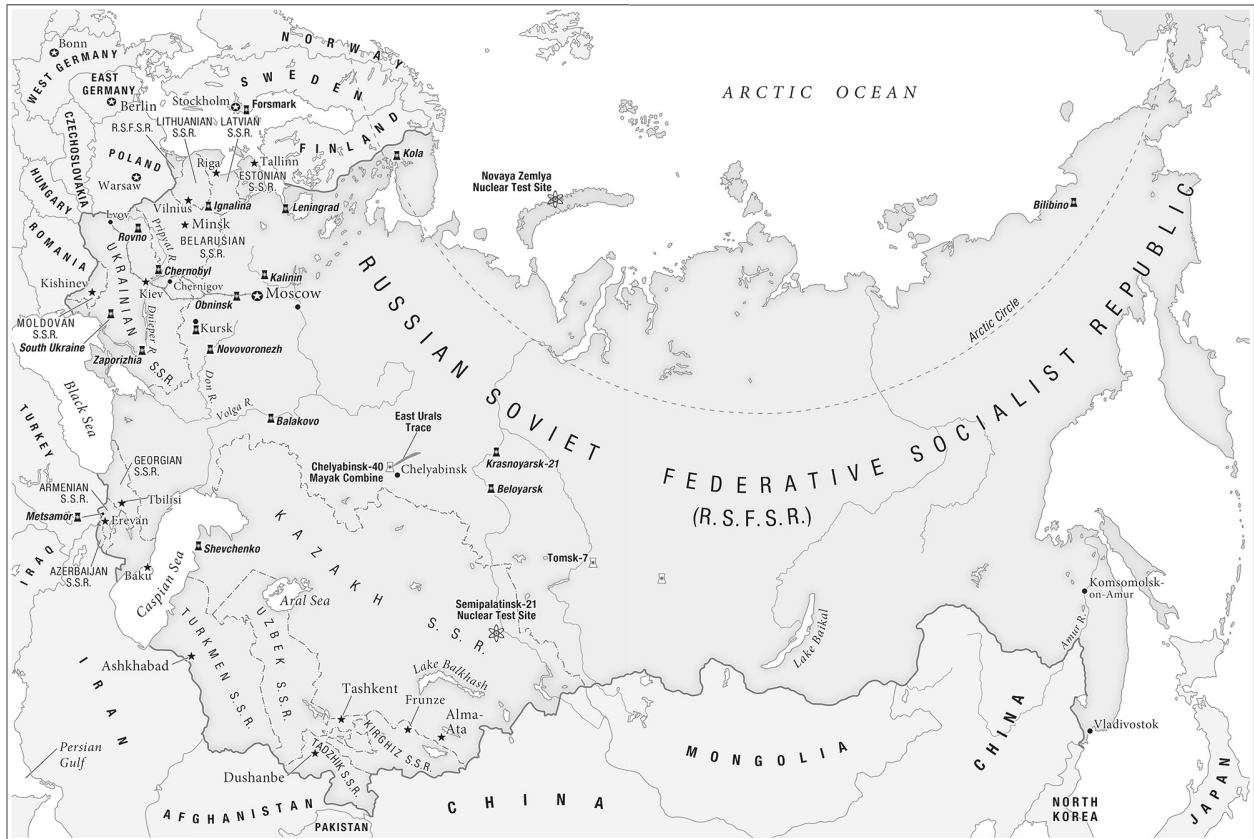 NORWAY
Bonn
WEST GERMANY
EAST
GERMANY
Berlin
SWEDEN
Stockholm
Forsmark
ARCTIC OCEAN
R.S.F.S.R.
LITHUANIAN
S.S.R.
LATVIAN
S.S.R.
FINLAND
CZECHOSLOVAKIA
POLAND
Warsaw
Riga
Tallinn
ESTONIAN
S.S.R.
Kola
HUNGARY
Novaya Zemlya
Nuclear Test Site
Vilnius
Ignalina
Leningrad
Bilibino
Lvov
Rovno
Pripyat R.
Minsk
BELARUSIAN
S.S.R.
ROMANIA
UKRAINIAN
S.S.R.
Chernobyl
Chernigov
Kalinin
Kishinev
Kiev
Obninsk
Moscow
MOLDOVAN
S.S.R.
South Ukraine
Dnieper R.
Kursk
Zaporizhia
Novovoronezh
Arctic Circle
RUSSIAN SOVIET
FEDERATIVE SOCIALIST REPUBLIC
(R.S.F.S.R.)
Black Sea
Don R.
Volga R.
Balakovo
East Urals
Trace
TURKEY
Chelyabinsk-40
Mayak Combine
Chelyabinsk
Krasnoyarsk-21
Beloyarsk
GEORGIAN
S.S.R.
ARMENIAN
S.S.R.
Tbilisi
Metsamor
Erevan
IRAQ
AZERBAIJAN
S.S.R.
Baku
Caspian Sea
Shevchenko
KAZAKH
S.S.R.
Tomsk-7
Aral Sea
Semipalatinsk-21
Nuclear Test Site
Komsomolsk-
on-Amur
Amur R.
Lake Baikal
IRAN
Ashkhabad
TURKMEN S.S.R.
UZBEK S.S.R.
Lake Balkhash
Tashkent
Frunze
Alma-
Ata
KIRGHIZ S.S.R.
TADZHIK S.S.R.
Dushanbe
Persian
Gulf
MONGOLIA
CHINA
Vladivostok
AFGHANISTAN
PAKISTAN
CHINA
NORTH
KOREA
JAPAN